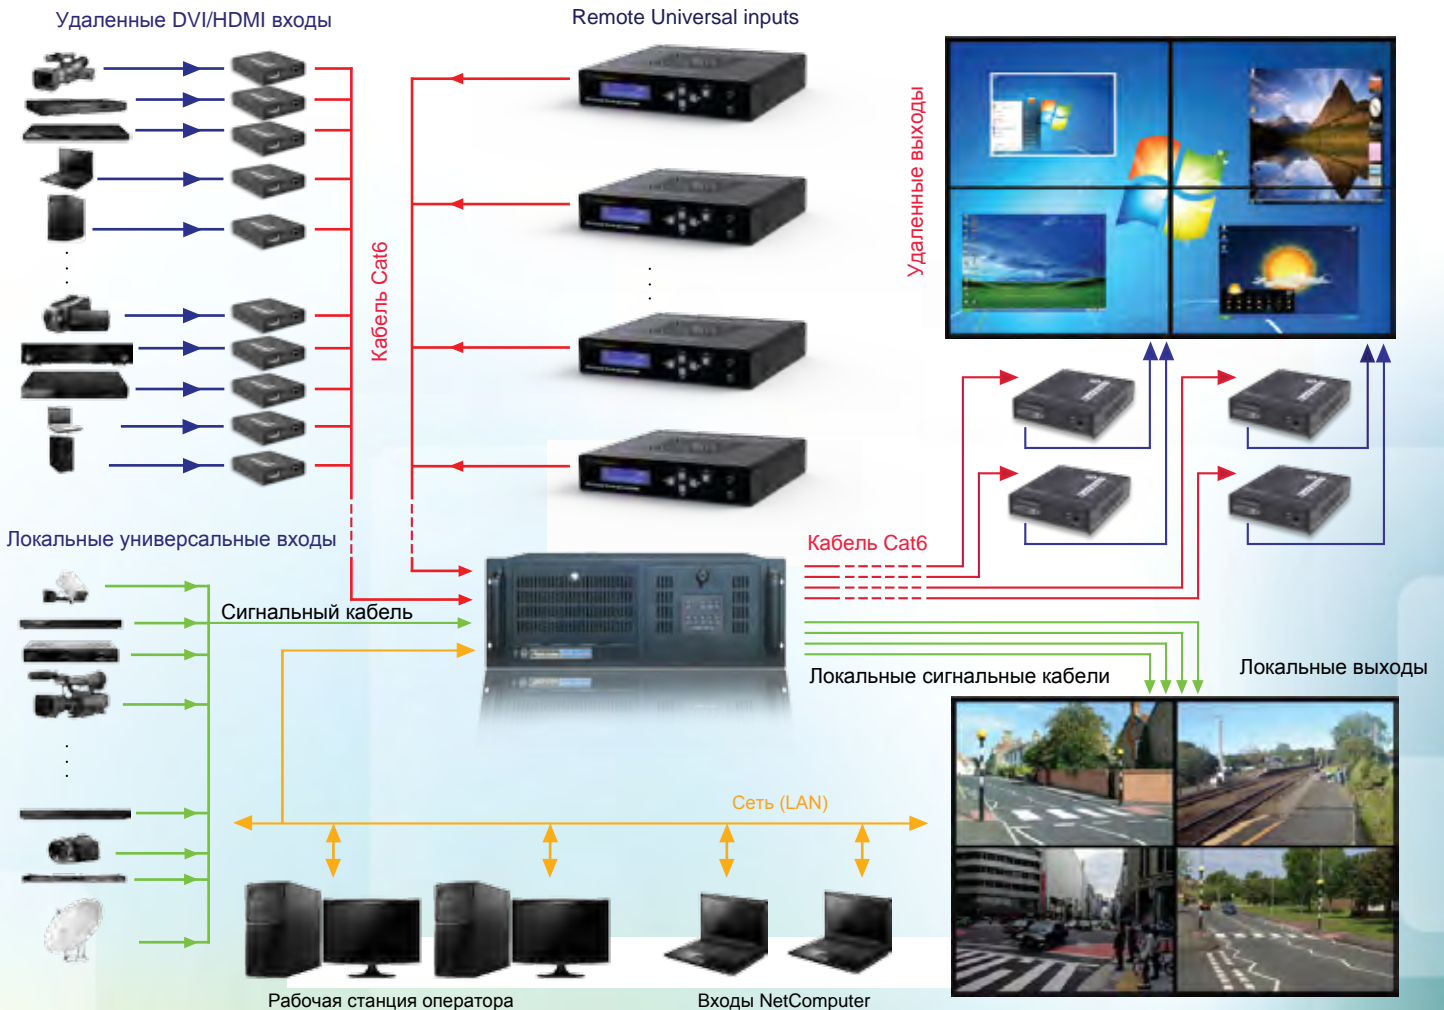 Удаленные DVI/HDMI входы
Remote Universal inputs
Удаленные выходы
Кабель Cat6
Локальные универсальные входы
Кабель Cat6
Сигнальный кабель
Локальные сигнальные кабели
Локальные выходы
Сеть (LAN)
Рабочая станция оператора
Входы NetComputer